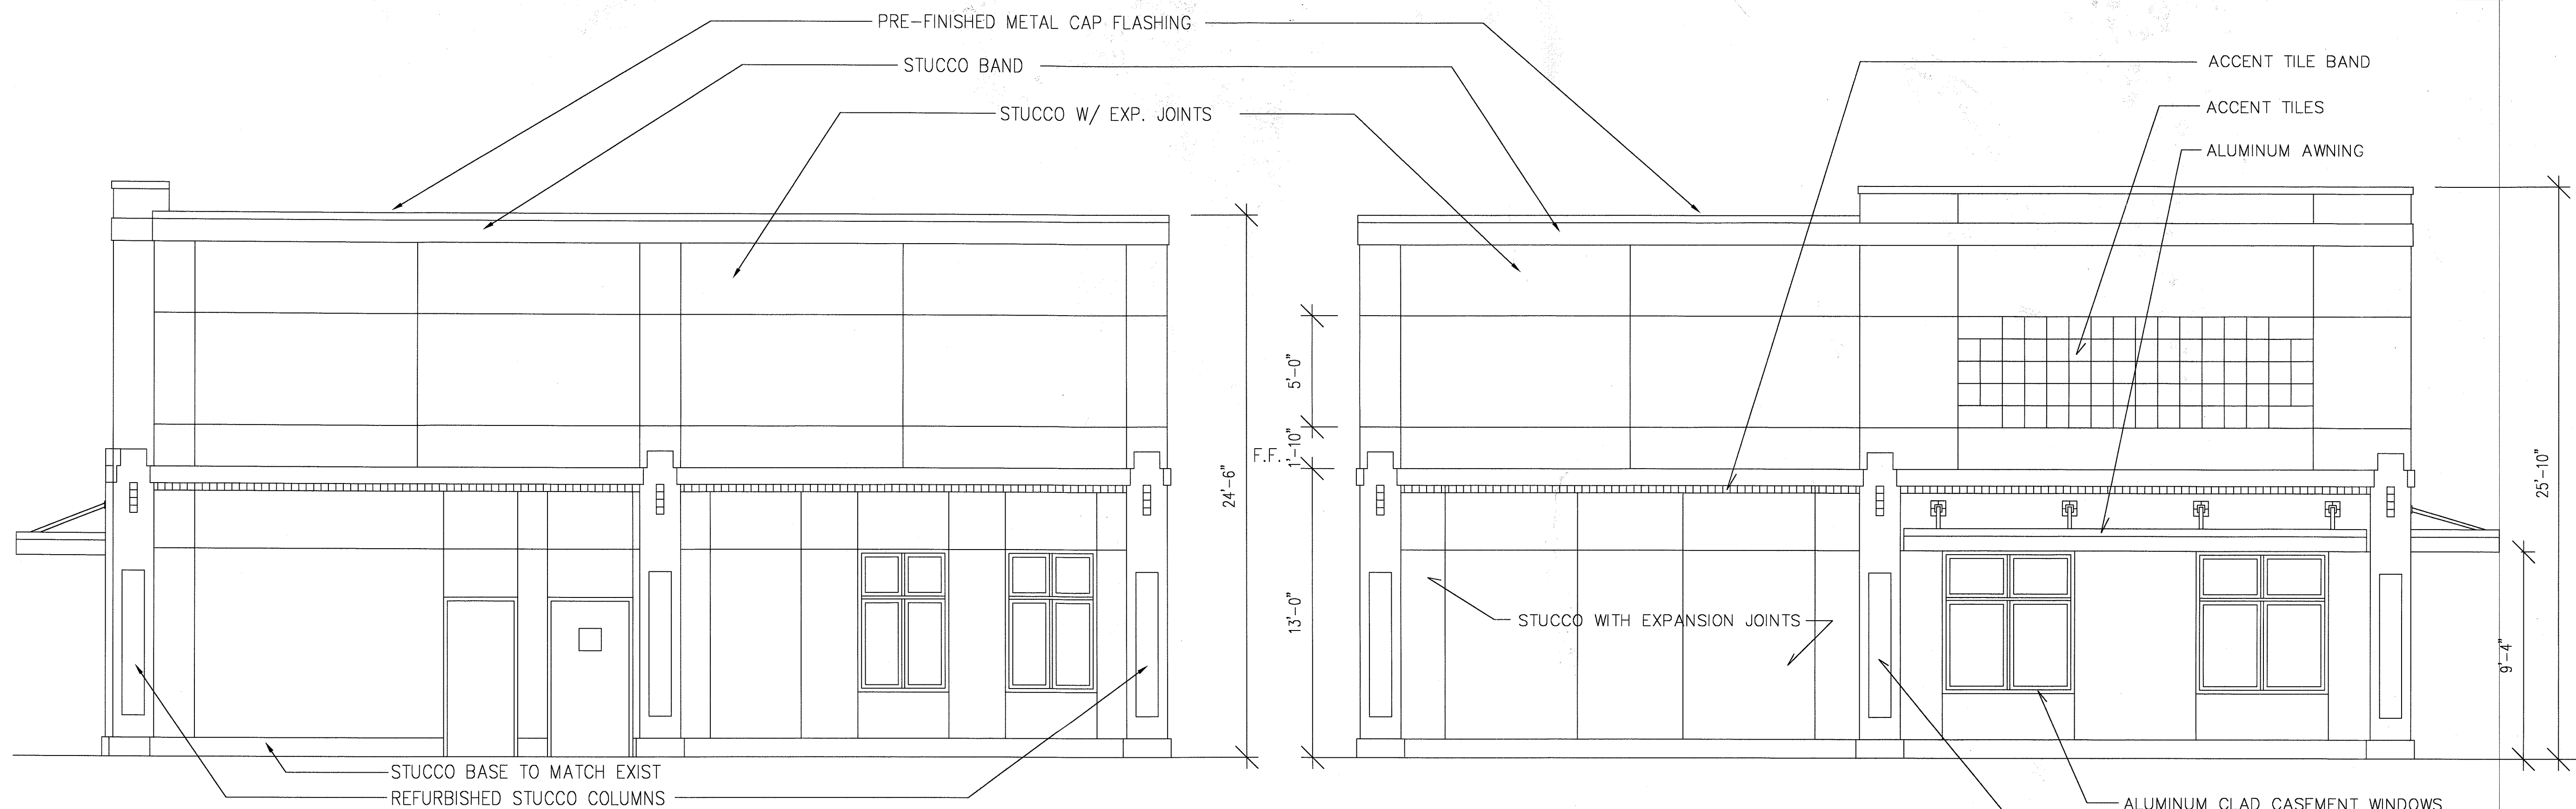 PRE-FINISHED METAL CAP FLASHING
STUCCO BAND
STUCCO W/ EXP. JOINTS
ACCENT TILE BAND
ACCENT TILES
ALUMINUM AWNING
24'-6"
F.F.
5'-0"
1'-10"
13'-0"
25'-10"
9'-4"
STUCCO WITH EXPANSION JOINTS
STUCCO BASE TO MATCH EXIST
REFURBISHED STUCCO COLUMNS
ALUMINUM CLAD CASEMENT WINDOWS